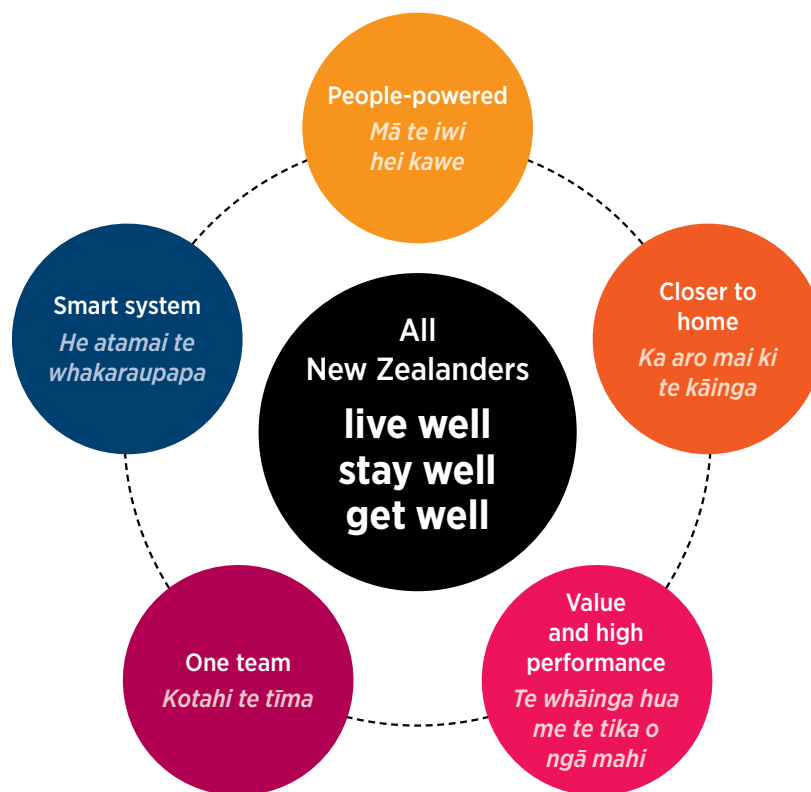 People-powered
Mā te iwi
hei kawe
Closer to
home
Ka aro mai ki
te kāinga
Value
and high
performance
Te whāinga hua
me te tika o
ngā mahi
One team
Kotahi te tīma
Smart system
He atamai te
whakaraupapa
All
New Zealanders
live well
stay well
get well